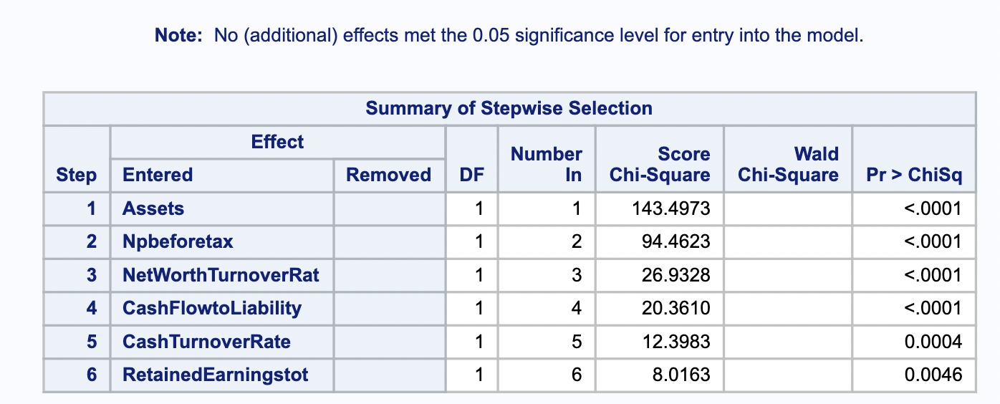 Note: No (additional) effects met the 0.05 significance level for entry into the model.
Summary of Stepwise Selection
Effect
Step Entered Removed DF Number In Score Chi-Square Wald Chi-Square Pr > ChiSq
1 Assets 1 1 143.4973 <.0001
2 Npbeforetax 1 2 94.4623 <.0001
3 NetWorthTurnoverRat 1 3 26.9328 <.0001
4 CashFlowtoLiability 1 4 20.3610 <.0001
5 CashTurnoverRate 1 5 12.3983 0.0004
6 RetainedEarningstot 1 6 8.0163 0.0046